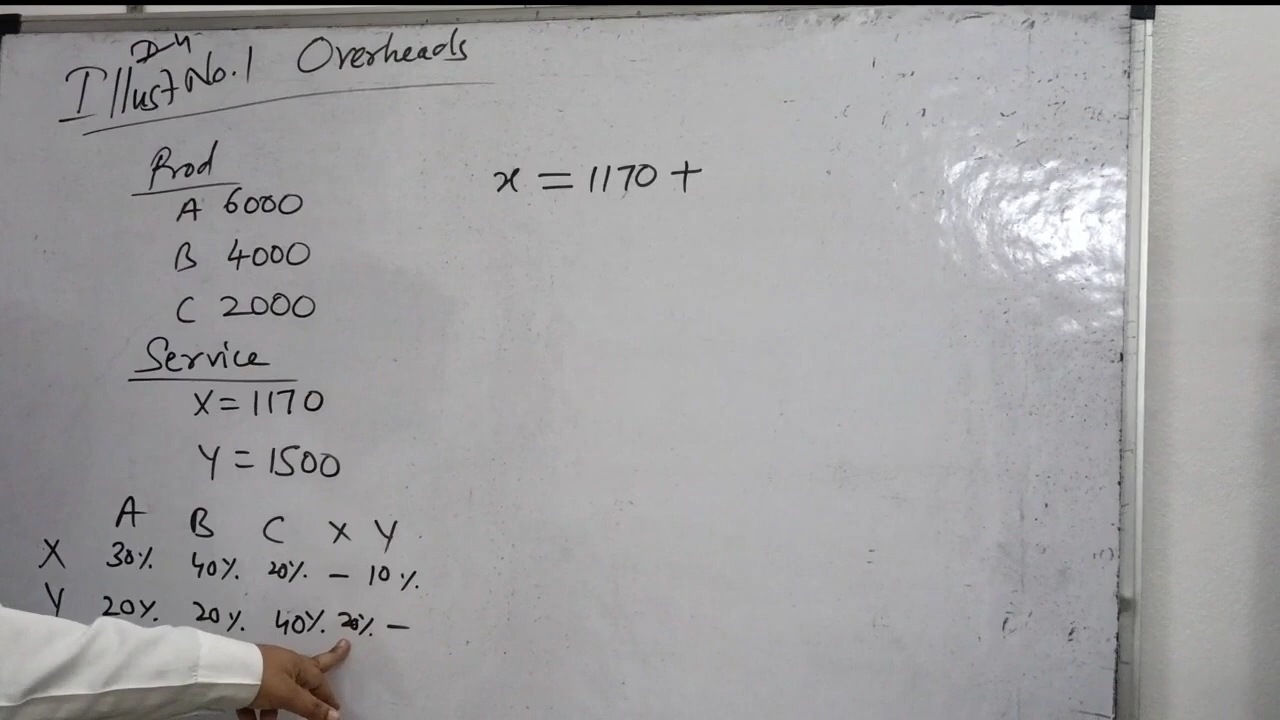 Illust No. 1 Overheads
Prod
A 6000
B 4000
C 2000
Service
X = 1170
Y = 1500
A B C X Y
X 30% 40% 20% – 10%
Y 20% 20% 40% 20% –
x = 1170 +